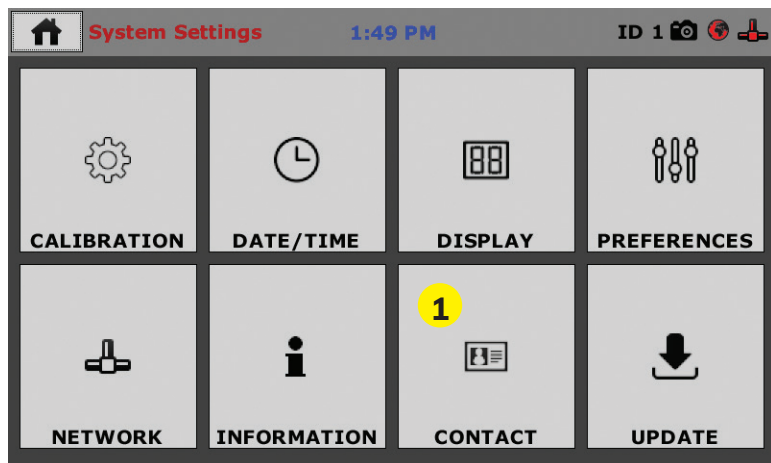 System Settings 1:49 PM ID 1
CALIBRATION DATE/TIME DISPLAY PREFERENCES
1
NETWORK INFORMATION CONTACT UPDATE